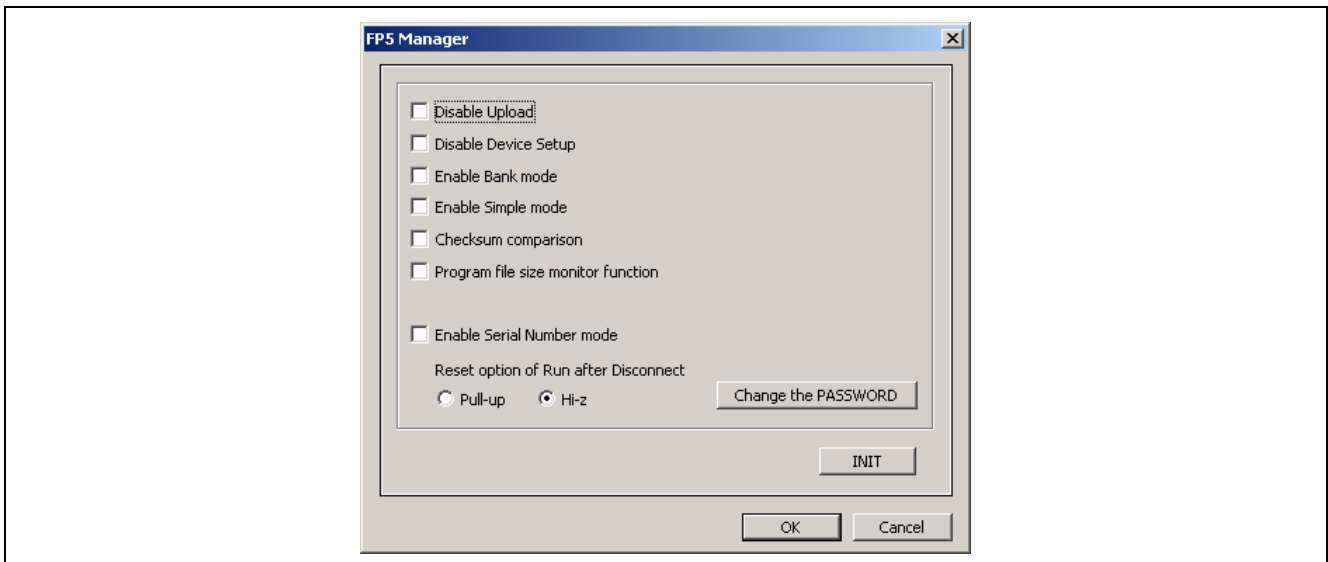 FP5 Manager
Disable Upload
Disable Device Setup
Enable Bank mode
Enable Simple mode
Checksum comparison
Program file size monitor function
Enable Serial Number mode
Reset option of Run after Disconnect
Pull-up Hi-z Change the PASSWORD
INIT
OK Cancel